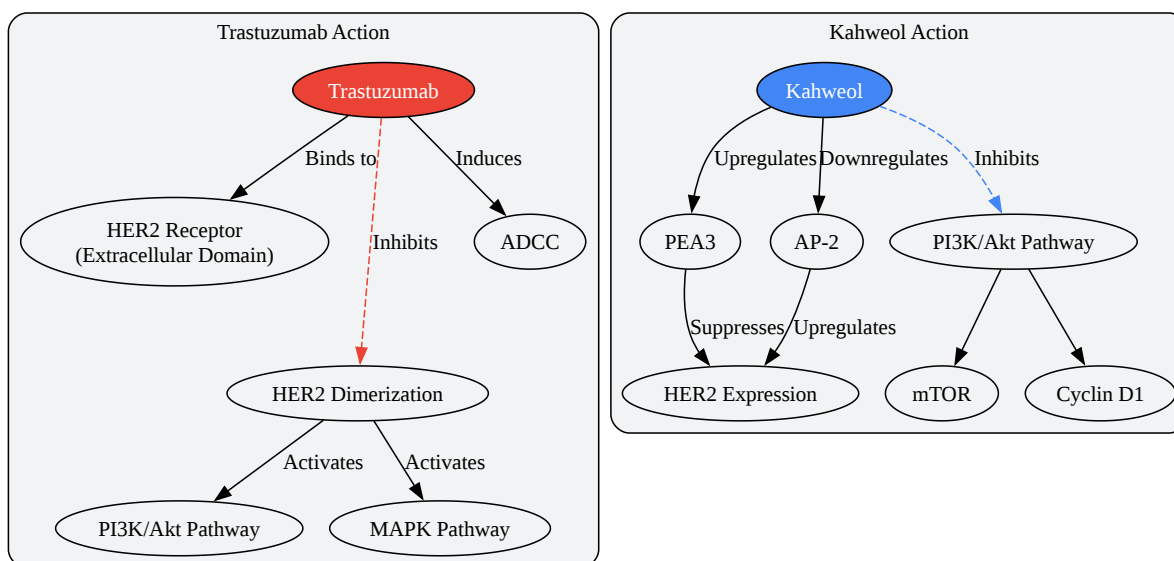 Trastuzumab Action
Trastuzumab
Binds to
Induces
HER2 Receptor
(Extracellular Domain)
Inhibits
ADCC
HER2 Dimerization
Activates
Activates
PI3K/Akt Pathway
MAPK Pathway
Kahweol Action
Kahweol
Upregulates
Downregulates
Inhibits
PEA3
AP-2
PI3K/Akt Pathway
Suppresses
Upregulates
HER2 Expression
mTOR
Cyclin D1